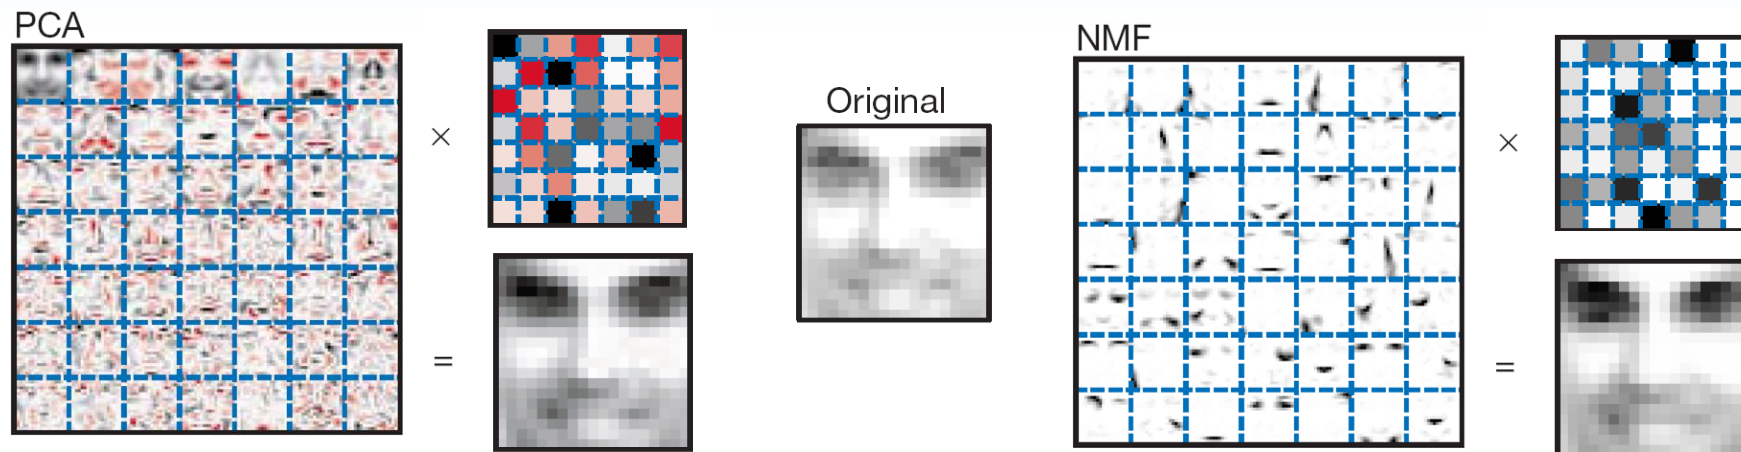 PCA
×
=
Original
NMF
×
=